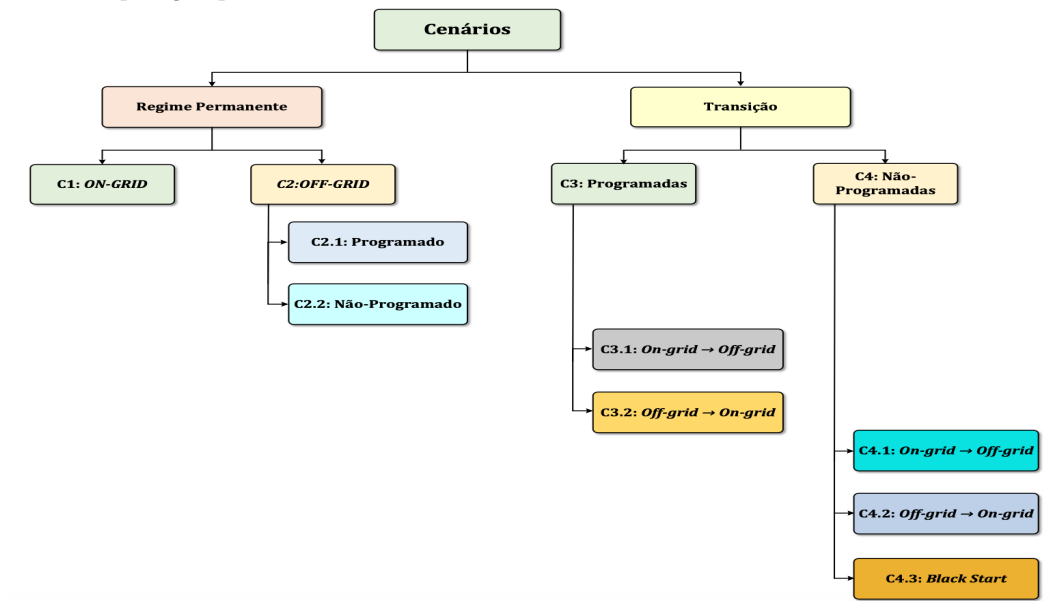 Cenários
Regime Permanente
Transição
C1: ON-GRID
C2:OFF-GRID
C3: Programadas
C4: Não-
Programadas
C2.1: Programado
C2.2: Não-Programado
C3.1: On-grid → Off-grid
C3.2: Off-grid → On-grid
C4.1: On-grid → Off-grid
C4.2: Off-grid → On-grid
C4.3: Black Start